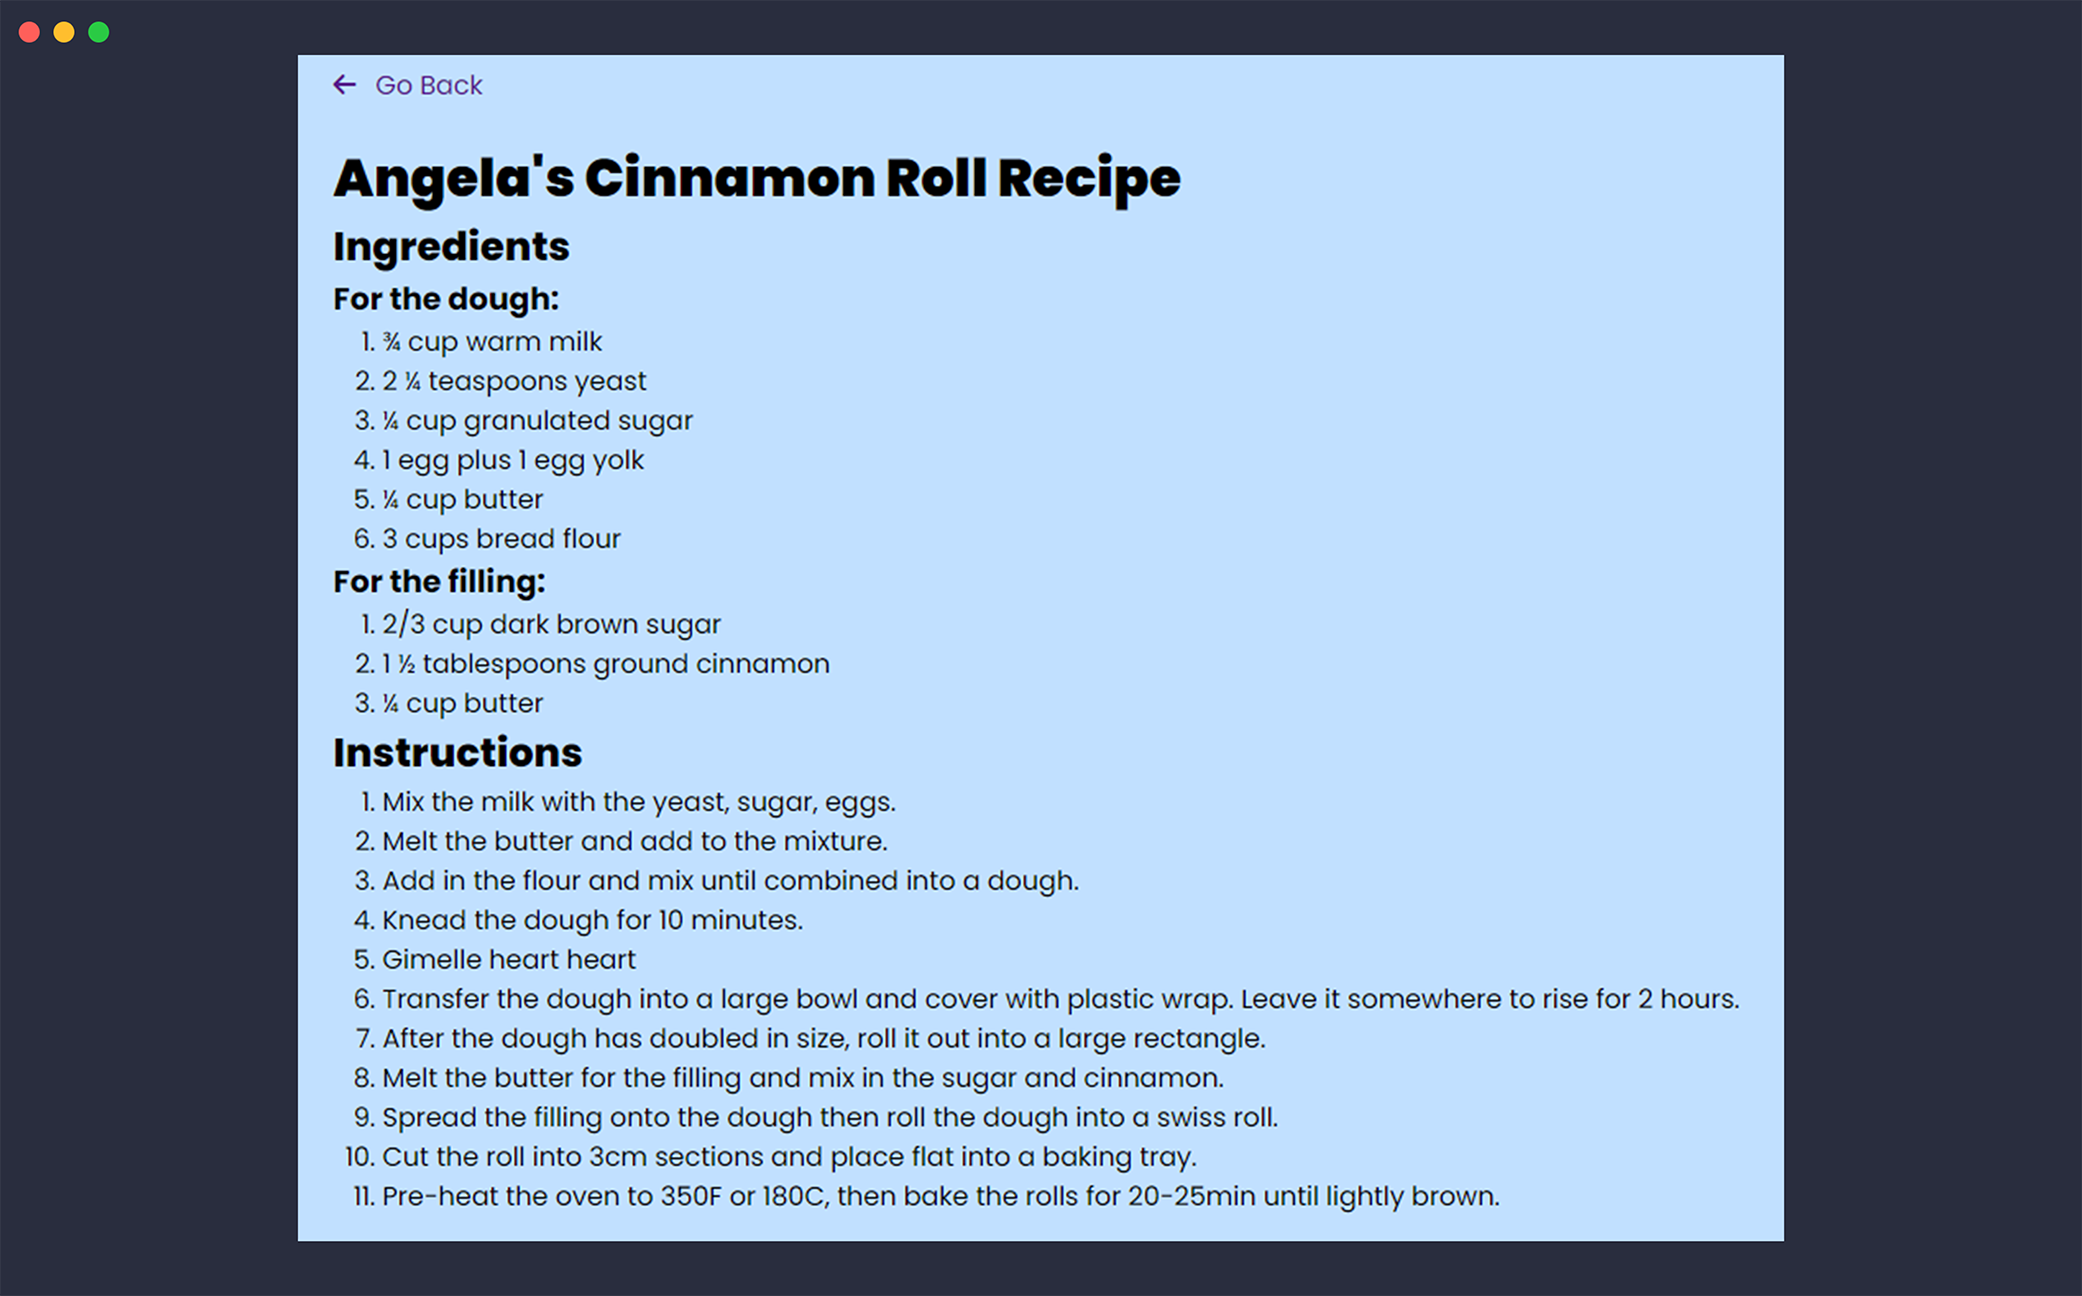 ← Go Back
Angela's Cinnamon Roll Recipe
Ingredients
For the dough:
1. ¾ cup warm milk
2. 2 ¼ teaspoons yeast
3. ¼ cup granulated sugar
4. 1 egg plus 1 egg yolk
5. ¼ cup butter
6. 3 cups bread flour
For the filling:
1. 2/3 cup dark brown sugar
2. 1 ½ tablespoons ground cinnamon
3. ¼ cup butter
Instructions
1. Mix the milk with the yeast, sugar, eggs.
2. Melt the butter and add to the mixture.
3. Add in the flour and mix until combined into a dough.
4. Knead the dough for 10 minutes.
5. Gimelle heart heart
6. Transfer the dough into a large bowl and cover with plastic wrap. Leave it somewhere to rise for 2 hours.
7. After the dough has doubled in size, roll it out into a large rectangle.
8. Melt the butter for the filling and mix in the sugar and cinnamon.
9. Spread the filling onto the dough then roll the dough into a swiss roll.
10. Cut the roll into 3cm sections and place flat into a baking tray.
11. Pre-heat the oven to 350F or 180C, then bake the rolls for 20-25min until lightly brown.